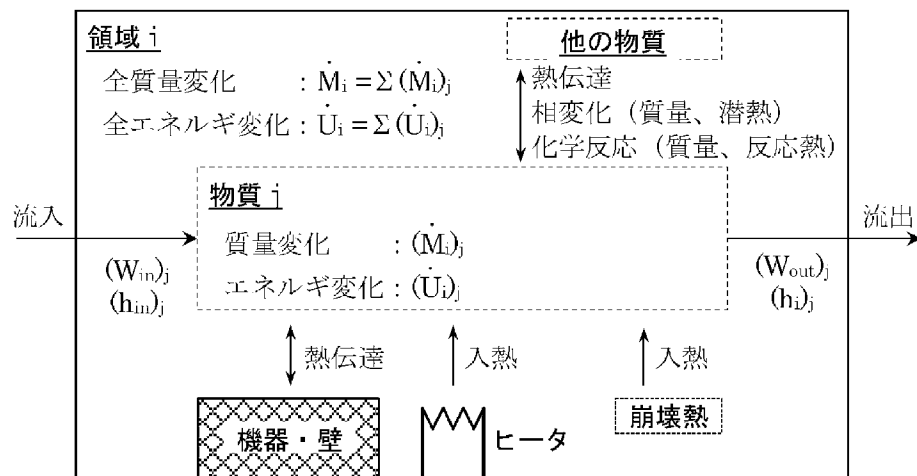 領域 i
全質量変化 : Ṁi = Σ (Ṁi)j
全エネルギ変化 : U̇i = Σ (U̇i)j
他の物質
熱伝達
相変化（質量、潜熱）
化学反応（質量、反応熱）
物質 j
質量変化 : (Ṁi)j
エネルギ変化 : (U̇i)j
流入
(Win)j
(hin)j
流出
(Wout)j
(hi)j
熱伝達
入熱
入熱
機器・壁
ヒータ
崩壊熱